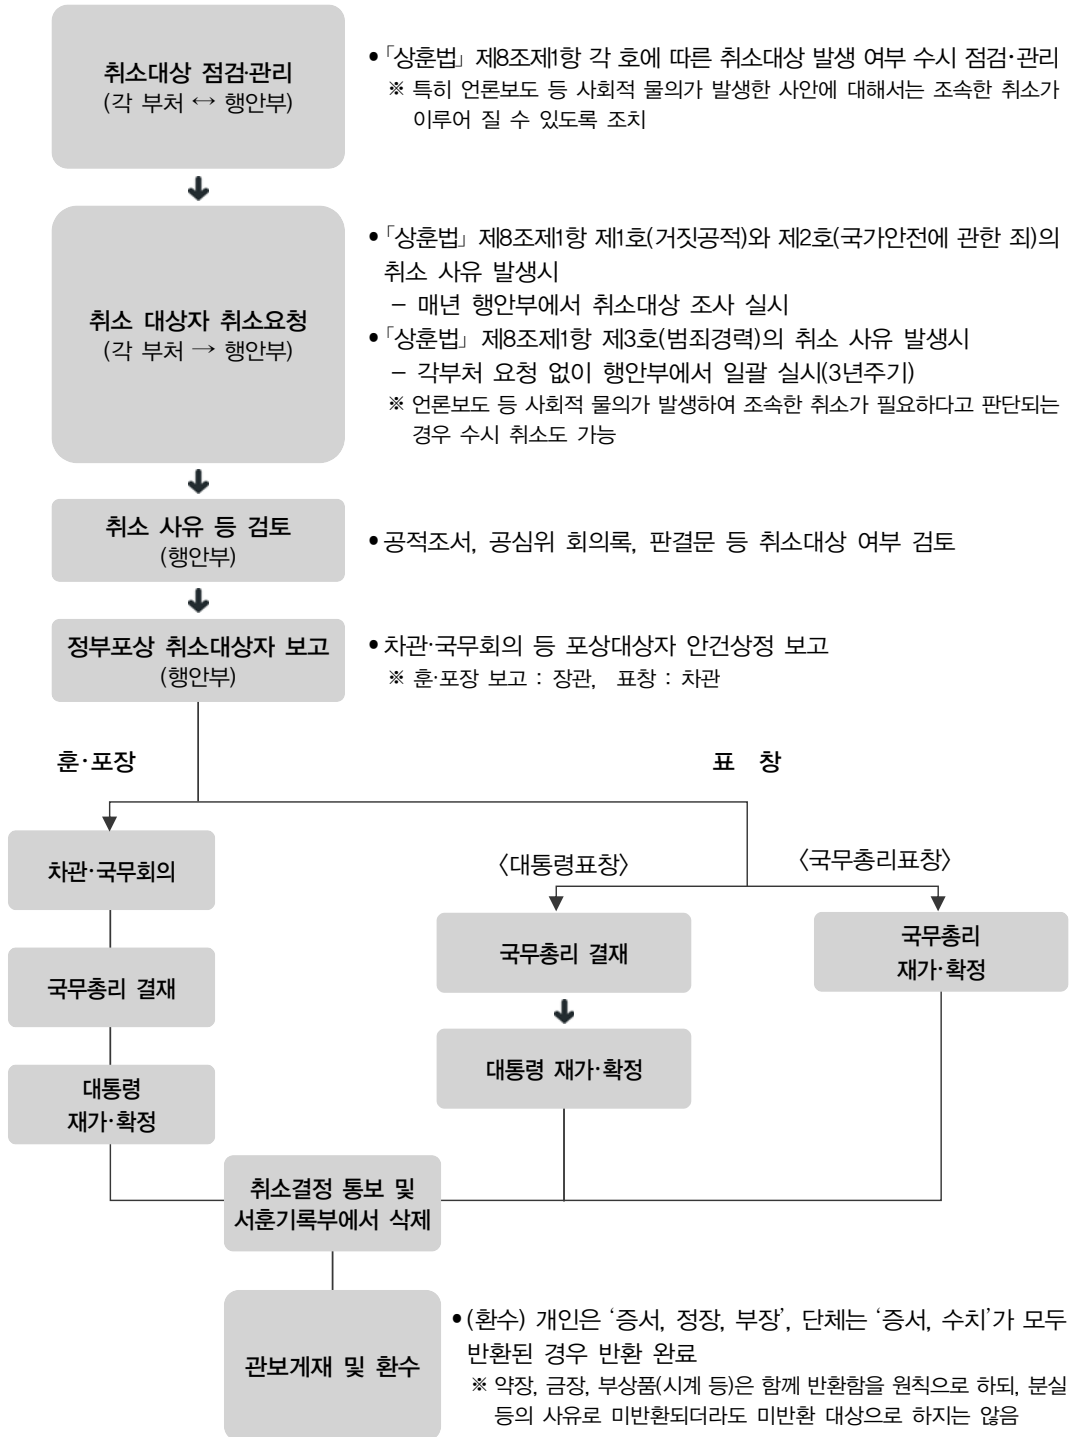 취소대상 점검·관리
(각 부처 ↔ 행안부)
•「상훈법」 제8조제1항 각 호에 따른 취소대상 발생 여부 수시 점검·관리
※ 특히 언론보도 등 사회적 물의가 발생한 사안에 대해서는 조속한 취소가
이루어 질 수 있도록 조치
취소 대상자 취소요청
(각 부처 → 행안부)
•「상훈법」 제8조제1항 제1호(거짓공적)와 제2호(국가안전에 관한 죄)의
취소 사유 발생시
– 매년 행안부에서 취소대상 조사 실시
•「상훈법」 제8조제1항 제3호(범죄경력)의 취소 사유 발생시
– 각부처 요청 없이 행안부에서 일괄 실시(3년주기)
※ 언론보도 등 사회적 물의가 발생하여 조속한 취소가 필요하다고 판단되는
경우 수시 취소도 가능
취소 사유 등 검토
(행안부)
• 공적조서, 공심위 회의록, 판결문 등 취소대상 여부 검토
정부포상 취소대상자 보고
(행안부)
• 차관·국무회의 등 포상대상자 안건상정 보고
※ 훈·포장 보고 : 장관, 표창 : 차관
훈·포장
표 창
차관·국무회의
〈대통령표창〉
〈국무총리표창〉
국무총리 결재
국무총리
재가·확정
국무총리 결재
대통령 재가·확정
대통령
재가·확정
취소결정 통보 및
서훈기록부에서 삭제
관보게재 및 환수
• (환수) 개인은 ‘증서, 정장, 부장’, 단체는 ‘증서, 수치’가 모두
반환된 경우 반환 완료
※ 약장, 금장, 부상품(시계 등)은 함께 반환함을 원칙으로 하되, 분실
등의 사유로 미반환되더라도 미반환 대상으로 하지는 않음